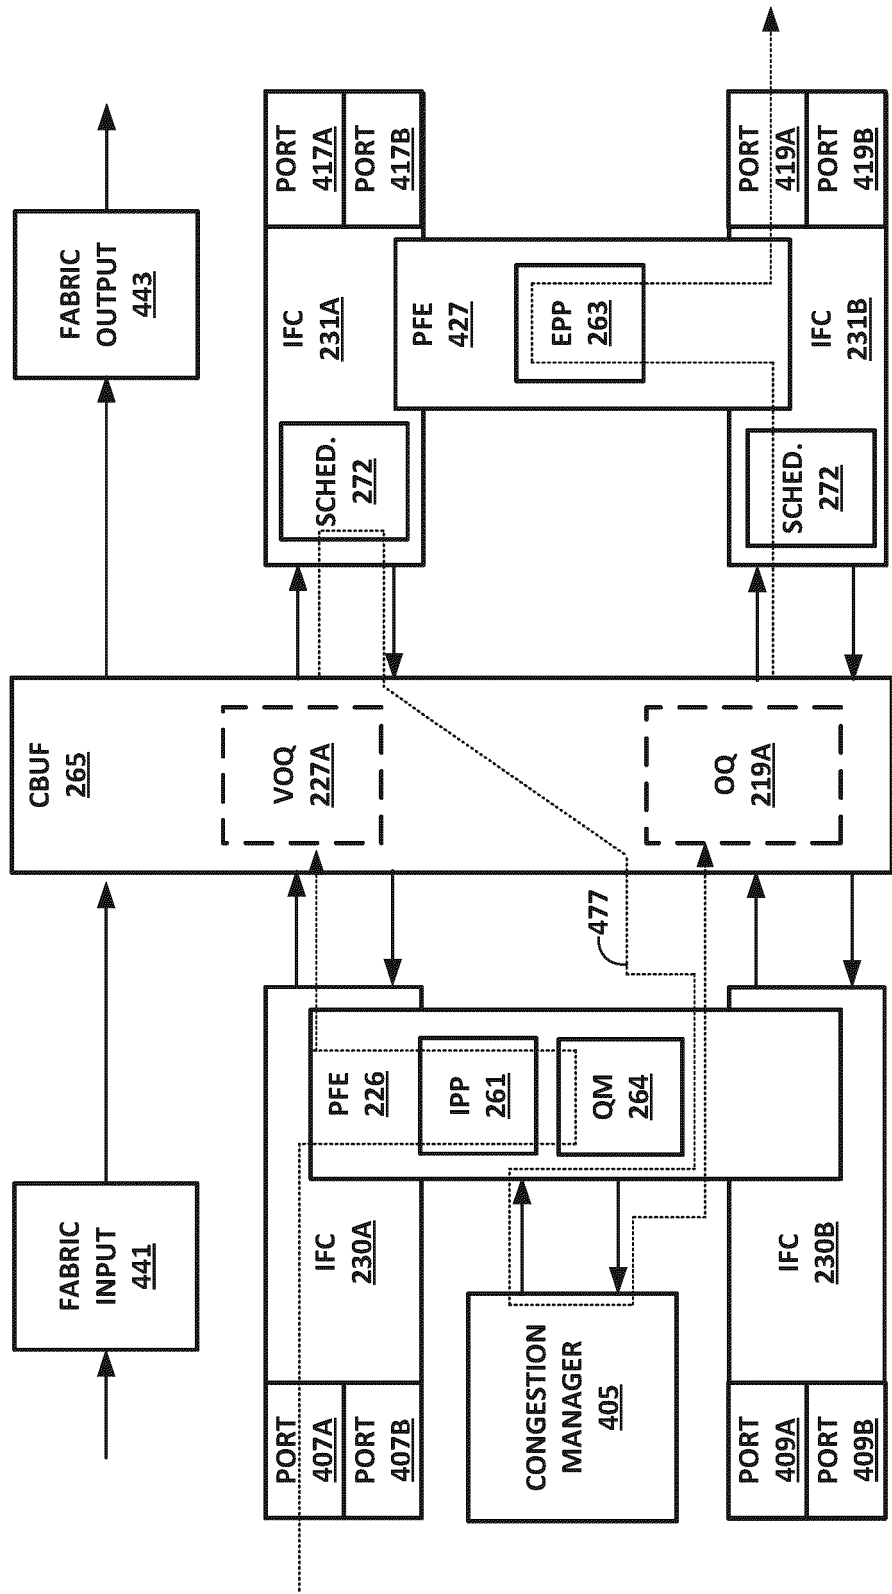 FABRIC
INPUT
441
CBUF
265
FABRIC
OUTPUT
443
PORT
407A
PORT
407B
IFC
230A
PFE
226
IPP
261
QM
264
VOQ
227A
SCHED.
272
IFC
231A
PORT
417A
PORT
417B
PFE
427
EPP
263
CONGESTION
MANAGER
405
477
PORT
409A
PORT
409B
IFC
230B
OQ
219A
SCHED.
272
IFC
231B
PORT
419A
PORT
419B